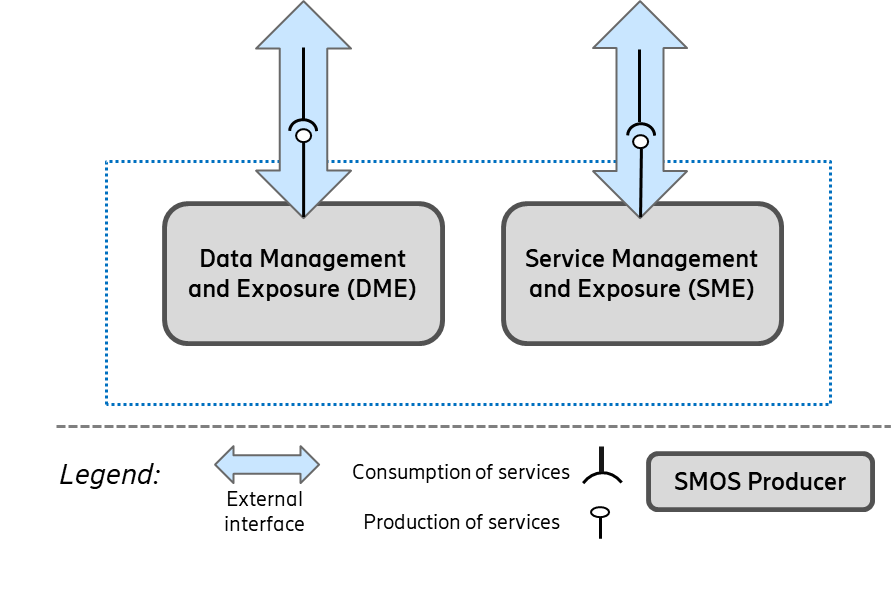 Data Management
and Exposure (DME)
Service Management
and Exposure (SME)
Legend:
External
interface
Consumption of services
Production of services
SMOS Producer